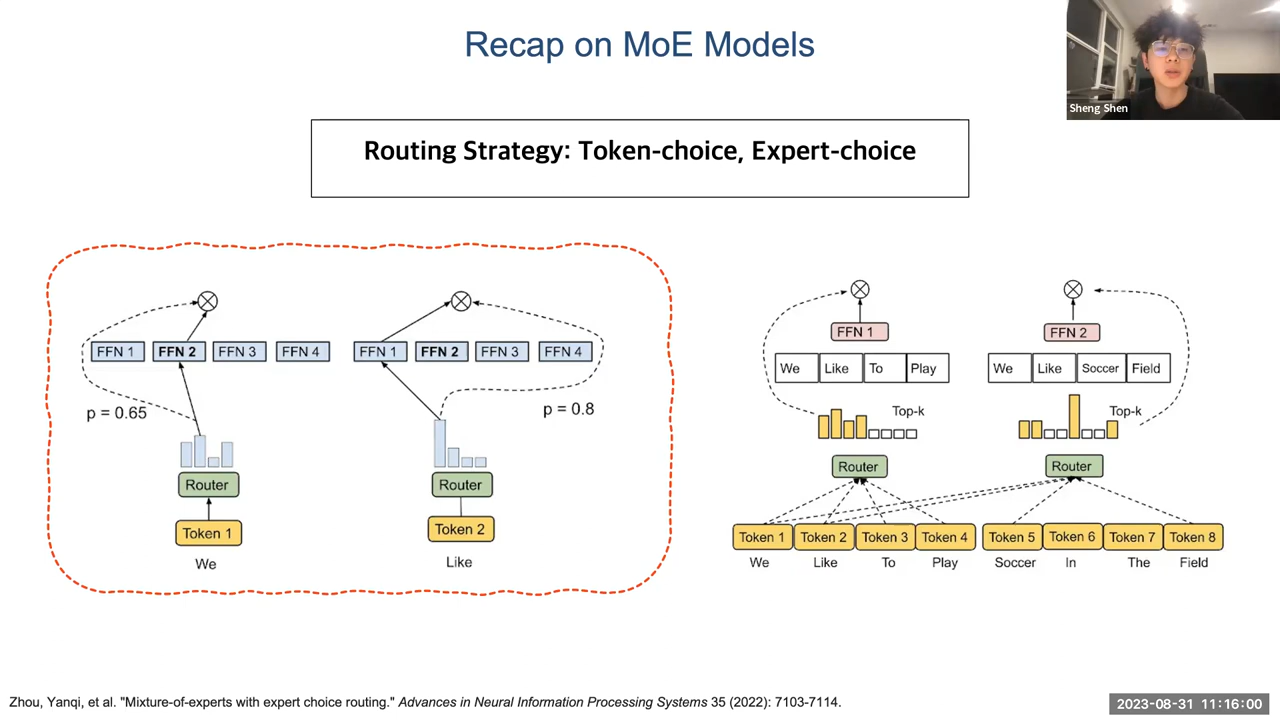 Recap on MoE Models
Sheng Shen
Routing Strategy: Token-choice, Expert-choice
FFN 1 FFN 2 FFN 3 FFN 4
p = 0.65
Router
Token 1
We
FFN 1 FFN 2 FFN 3 FFN 4
p = 0.8
Router
Token 2
Like
FFN 1
We Like To Play
Top-k
Router
FFN 2
We Like Soccer Field
Top-k
Router
Token 1 Token 2 Token 3 Token 4 Token 5 Token 6 Token 7 Token 8
We Like To Play Soccer In The Field
Zhou, Yanqi, et al. "Mixture-of-experts with expert choice routing." Advances in Neural Information Processing Systems 35 (2022): 7103-7114.
2023-08-31 11:16:00